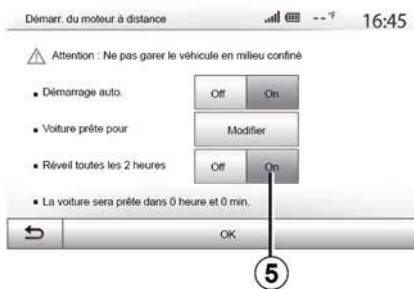 Démarr. du moteur à distance -- °F 16:45
Attention : Ne pas garer le véhicule en milieu confiné
▪ Démarrage auto. Off On
▪ Voiture prête pour Modifier
▪ Réveil toutes les 2 heures Off On
▪ La voiture sera prête dans 0 heure et 0 min.
OK
5